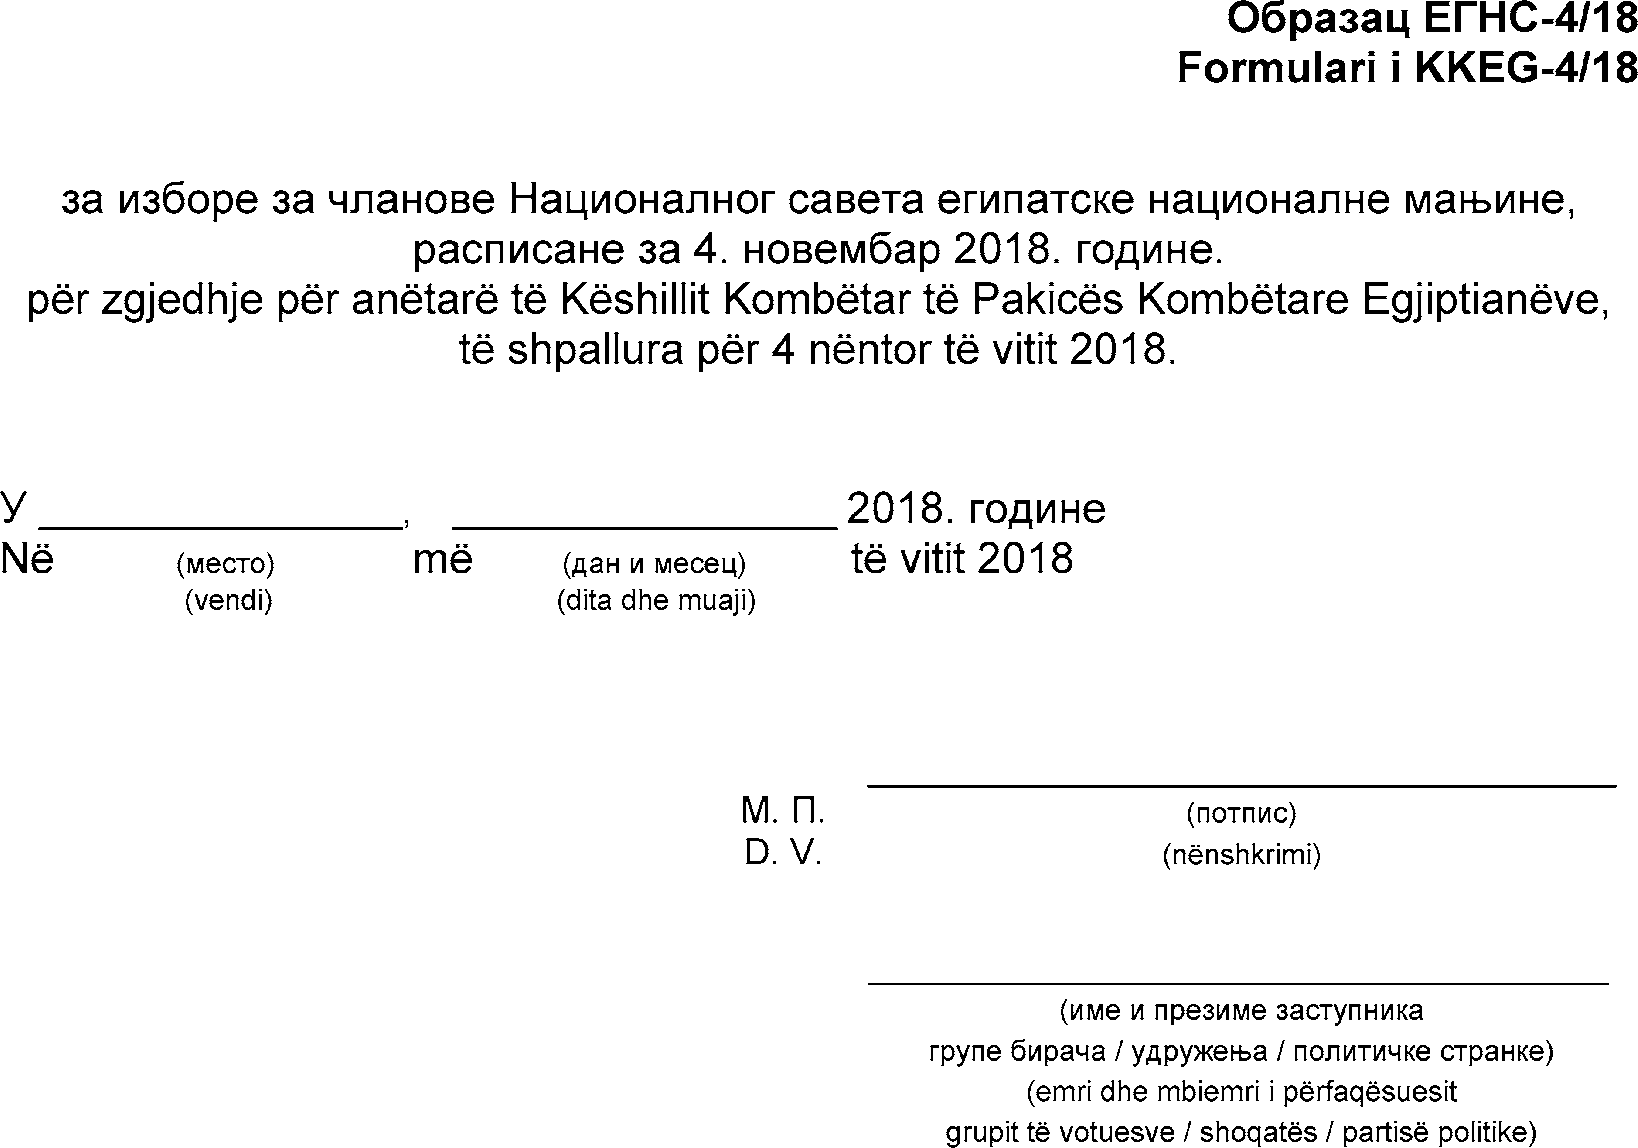 Образац ЕГНС-4/18
Formulari i KKEG-4/18
за изборе за чланове Националног савета египатске националне мањине,
расписане за 4. новембар 2018. године.
për zgjedhje për anëtarë të Këshillit Kombëtar të Pakicës Kombëtare Egjiptianëve,
të shpallura për 4 nëntor të vitit 2018.
У _________________, __________________ 2018. године
Në (место) më (дан и месец) të vitit 2018
(vendi) (dita dhe muaji)
М. П. (потпис)
D. V. (nënshkrimi)
(име и презиме заступника
групе бирача / удружења / политичке странке)
(emri dhe mbiemri i përfaqësuesit
grupit të votuesve / shoqatës / partisë politike)